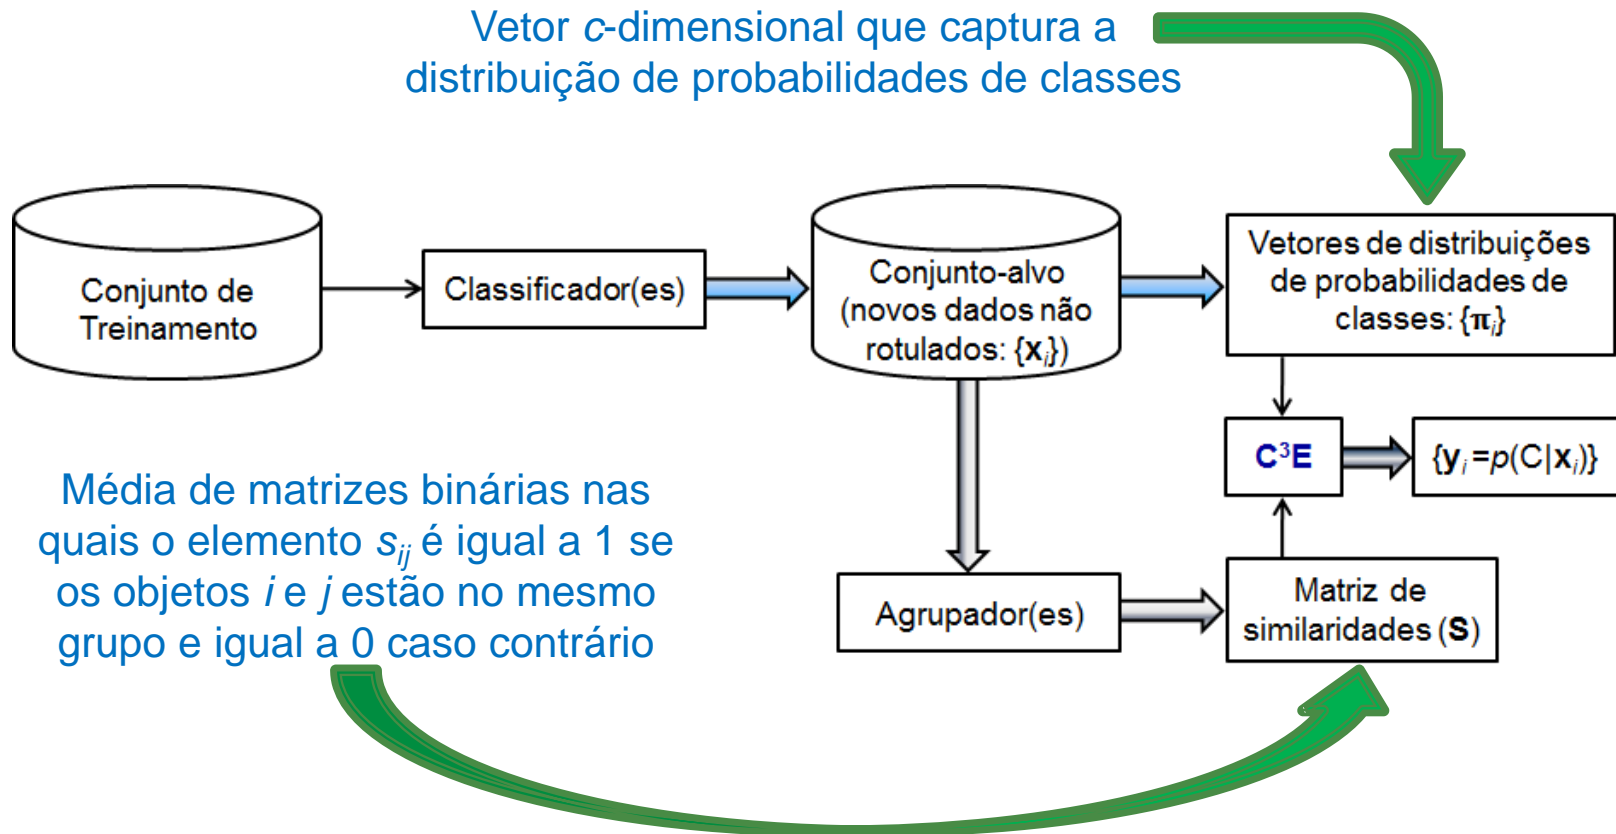 Vetor c-dimensional que captura a
distribuição de probabilidades de classes
Conjunto de
Treinamento
Classificador(es)
Conjunto-alvo
(novos dados não
rotulados: {xᵢ})
Vetores de distribuições
de probabilidades de
classes: {πᵢ}
C³E
{yᵢ=p(C|xᵢ)}
Média de matrizes binárias nas
quais o elemento sᵢⱼ é igual a 1 se
os objetos i e j estão no mesmo
grupo e igual a 0 caso contrário
Agrupador(es)
Matriz de
similaridades (S)